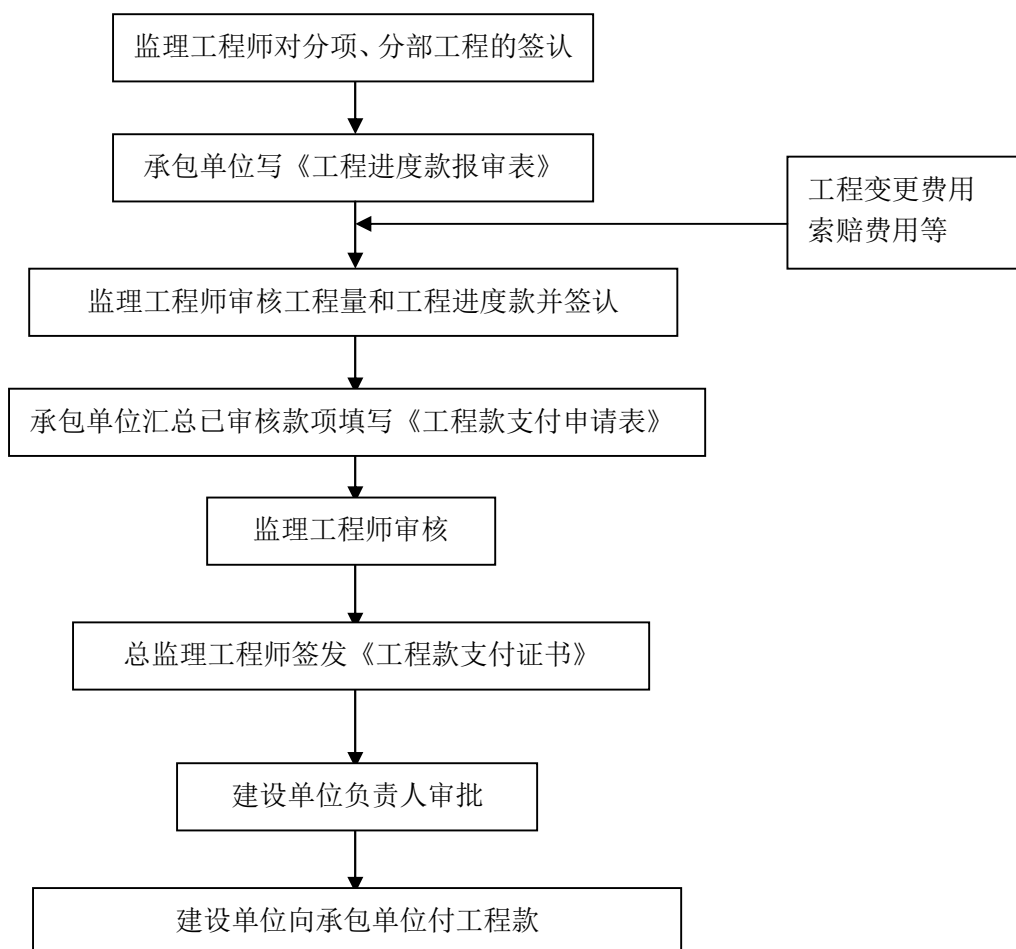 监理工程师对分项、分部工程的签认
承包单位写《工程进度款报审表》
工程变更费用
索赔费用等
监理工程师审核工程量和工程进度款并签认
承包单位汇总已审核款项填写《工程款支付申请表》
监理工程师审核
总监理工程师签发《工程款支付证书》
建设单位负责人审批
建设单位向承包单位付工程款